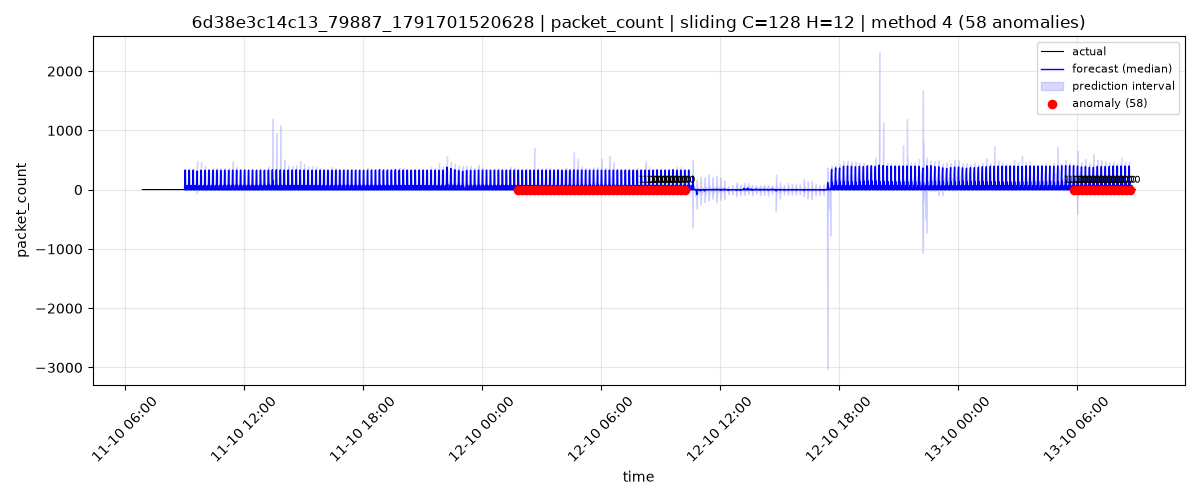 6d38e3c14c13_79887_1791701520628 | packet_count | sliding C=128 H=12 | method 4 (58 anomalies)
actual
forecast (median)
prediction interval
anomaly (58)
packet_count
2000
1000
0
−1000
−2000
−3000
11-10 06:00
11-10 12:00
11-10 18:00
12-10 00:00
12-10 06:00
12-10 12:00
12-10 18:00
13-10 00:00
13-10 06:00
time